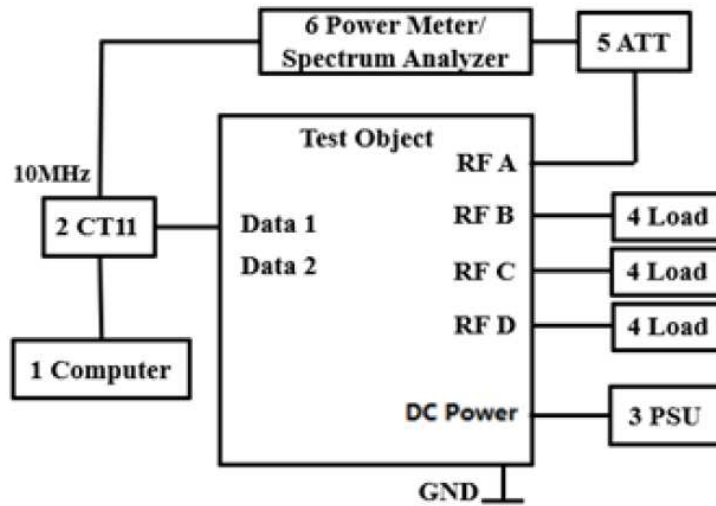 6 Power Meter/
Spectrum Analyzer
5 ATT
Test Object
RF A
10MHz
2 CT11
Data 1
RF B
4 Load
Data 2
RF C
4 Load
RF D
4 Load
1 Computer
DC Power
3 PSU
GND